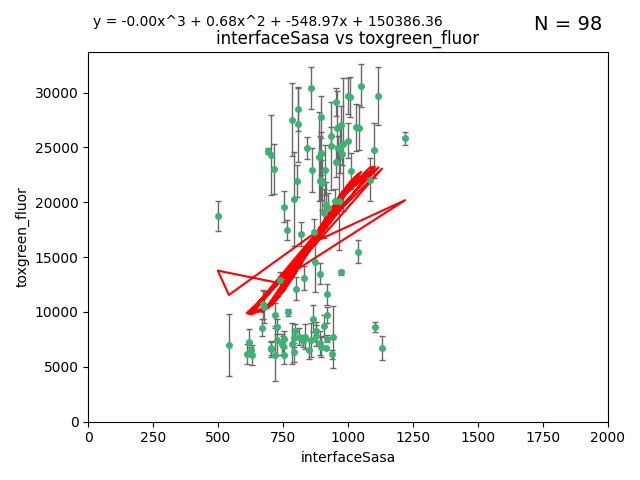 y = -0.00x^3 + 0.68x^2 + -548.97x + 150386.36
N = 98
interfaceSasa vs toxgreen_fluor
30000
25000
20000
15000
10000
5000
0
toxgreen_fluor
0 250 500 750 1000 1250 1500 1750 2000
interfaceSasa